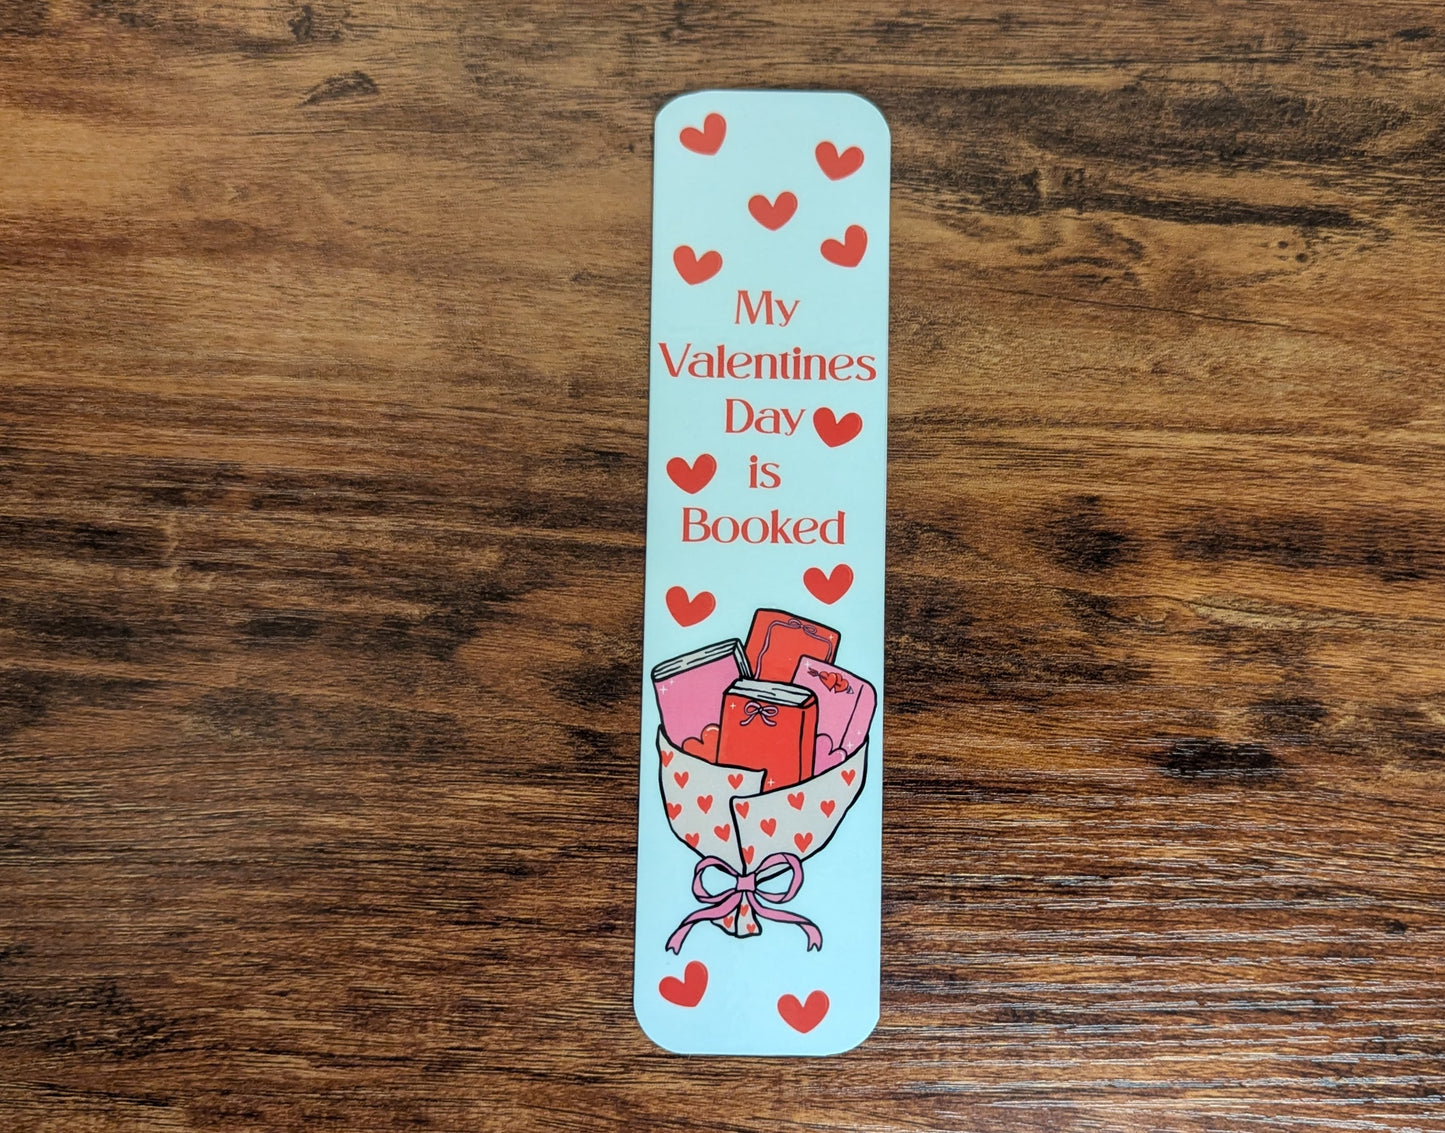 My
Valentines
Day
is
Booked